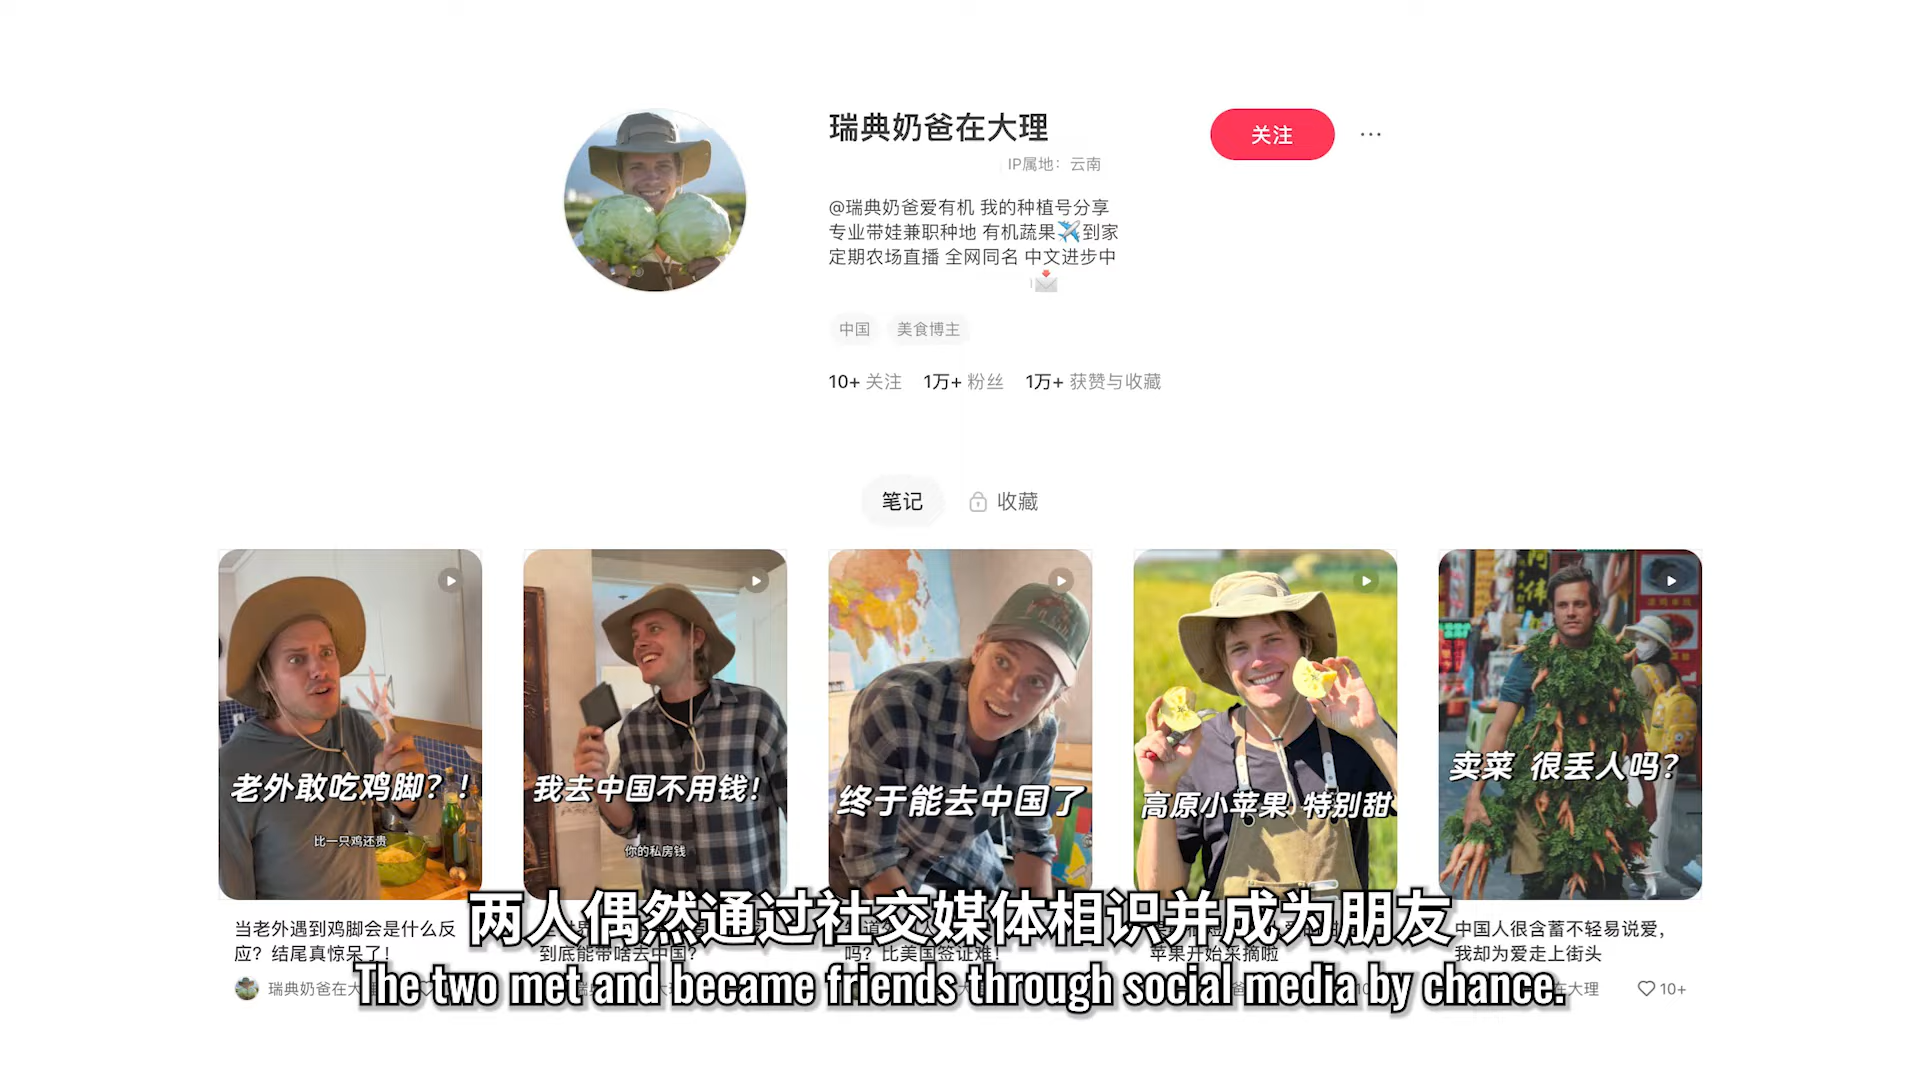 瑞典奶爸在大理
关注
IP属地：云南
@瑞典奶爸爱有机 我的种植号分享
专业带娃兼职种地 有机蔬果✈️到家
定期农场直播 全网同名 中文进步中
中国
美食博主
10+ 关注 1万+ 粉丝 1万+ 获赞与收藏
笔记
收藏
老外敢吃鸡脚？！
比一只鸡还贵
我去中国不用钱！
你的私房钱
终于能去中国了
高原小苹果 特别甜
卖菜 很丢人吗？
当老外遇到鸡脚会是什么反
应？结尾真惊呆了！
到底能带啥去中国？
吗？比美国签证难！
苹果开始采摘啦
中国人很含蓄不轻易说爱，
我却为爱走上街头
瑞典奶爸在大
大理
10+
两人偶然通过社交媒体相识并成为朋友
The two met and became friends through social media by chance.